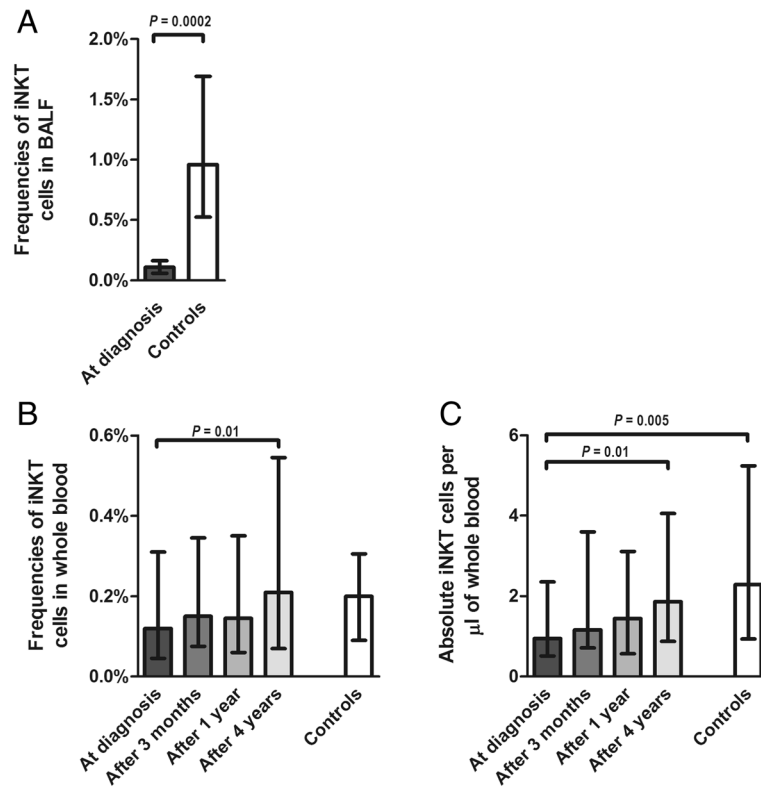 A
P = 0.0002
Frequencies of iNKT
cells in BALF
2.0%
1.5%
1.0%
0.5%
0.0%
At diagnosis
Controls
B
P = 0.01
Frequencies of iNKT
cells in whole blood
0.6%
0.4%
0.2%
0.0%
At diagnosis
After 3 months
After 1 year
After 4 years
Controls
C
P = 0.005
P = 0.01
Absolute iNKT cells per
µl of whole blood
6
4
2
0
At diagnosis
After 3 months
After 1 year
After 4 years
Controls